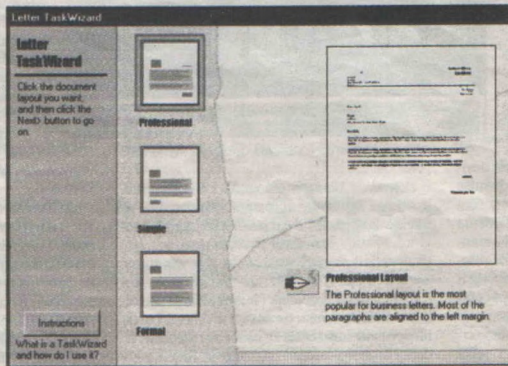 Letter TaskWizard
Letter
TaskWizard
Click the document
layout you want,
and then click the
Next> button to go
on.
Instructions
What is a TaskWizard
and how do I use it?
Professional
Simple
Formal
Professional Layout
The Professional layout is the most
popular for business letters. Most of the
paragraphs are aligned to the left margin.